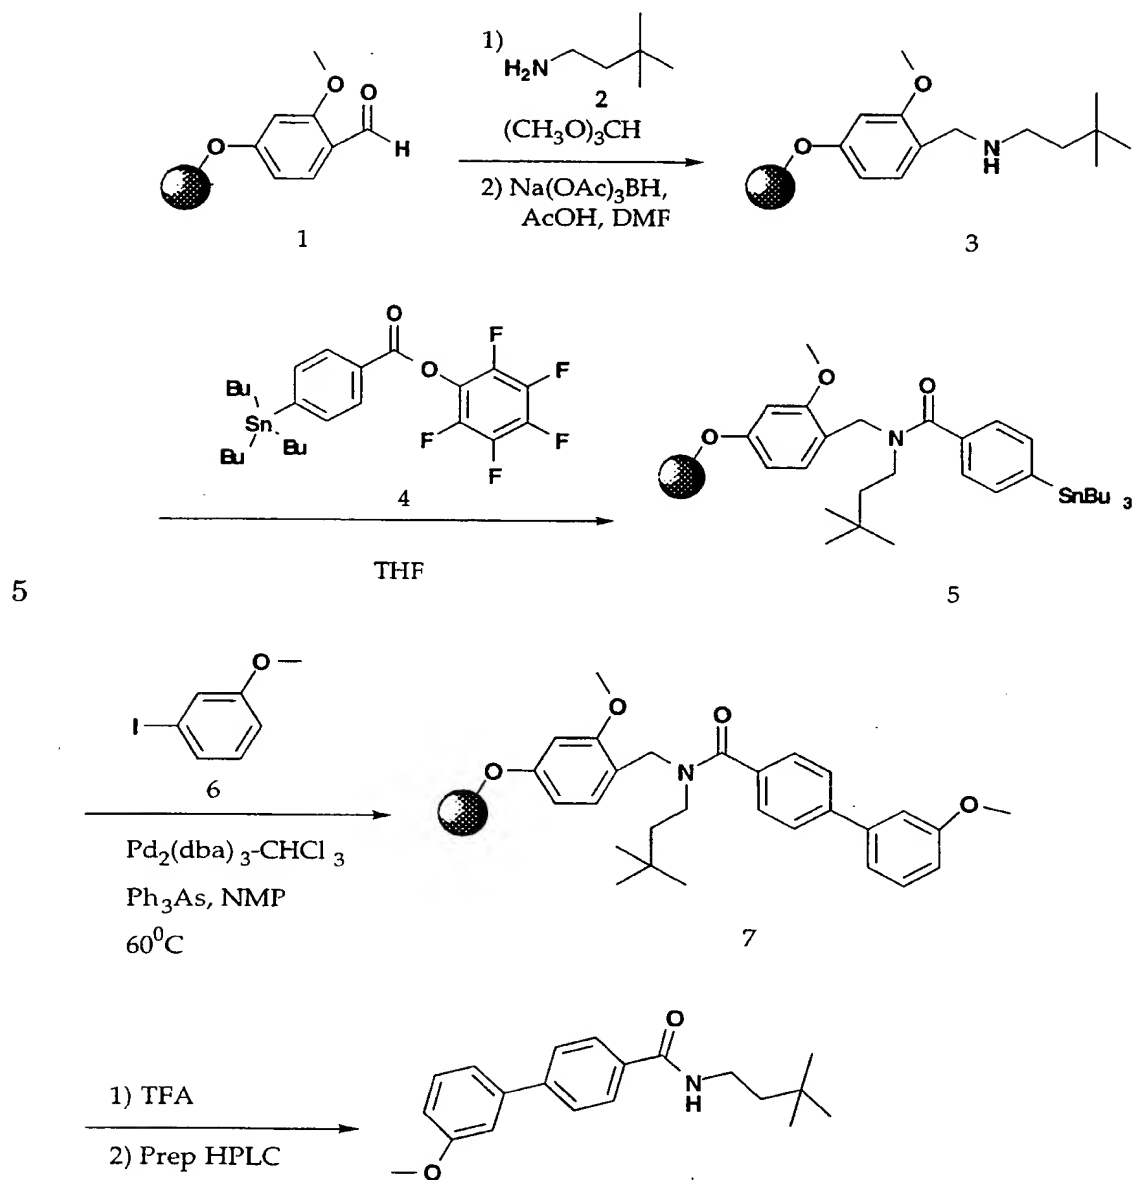 1)
O
O
H₂N
O
2
O
H
(CH₃O)₃CH
O
NH
2) Na(OAc)₃BH,
AcOH, DMF
1
3
O
F
F
O
F
Bu
Sn
Bu
Bu
F
F
4
THF
O
O
O
N
SnBu 3
5
5
O
I
6
Pd₂(dba) ₃-CHCl ₃
Ph₃As, NMP
60⁰C
O
O
O
N
O
7
1) TFA
2) Prep HPLC
O
N
H
O